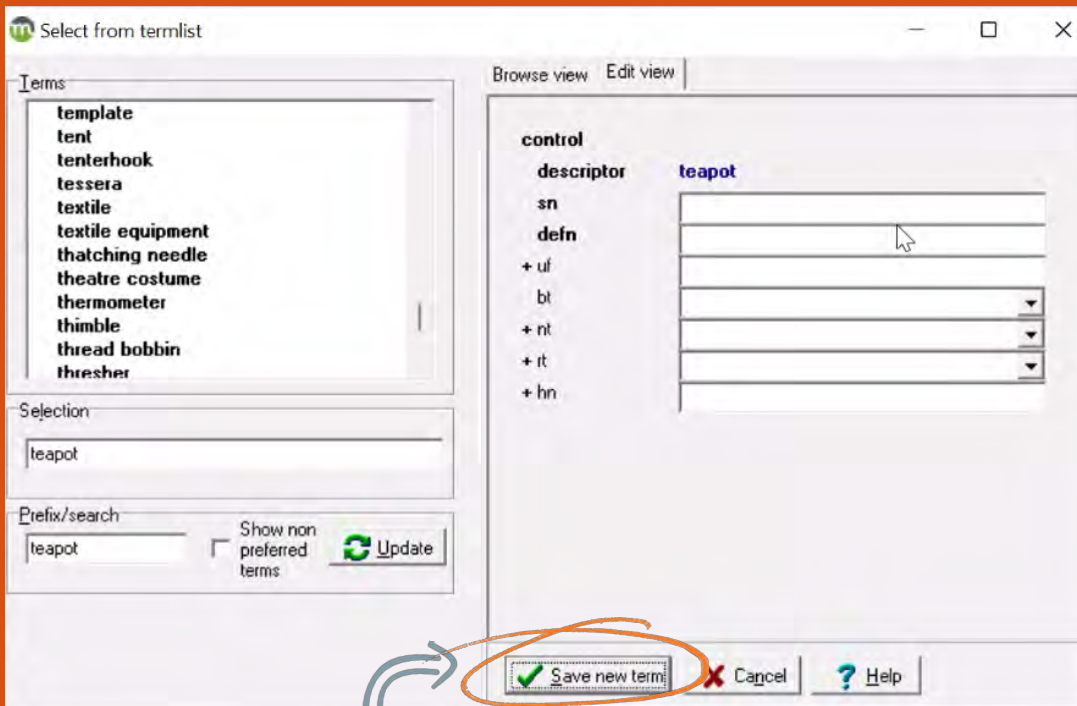 Select from termlist
Terms
template
tent
tenterhook
tessera
textile
textile equipment
thatching needle
theatre costume
thermometer
thimble
thread bobbin
thresher
Selection
teapot
Prefix/search
teapot
Show non
preferred
terms
Update
Browse view Edit view
control
descriptor teapot
sn
defn
+ uf
bt
+ nt
+ rt
+ hn
Save new term Cancel Help